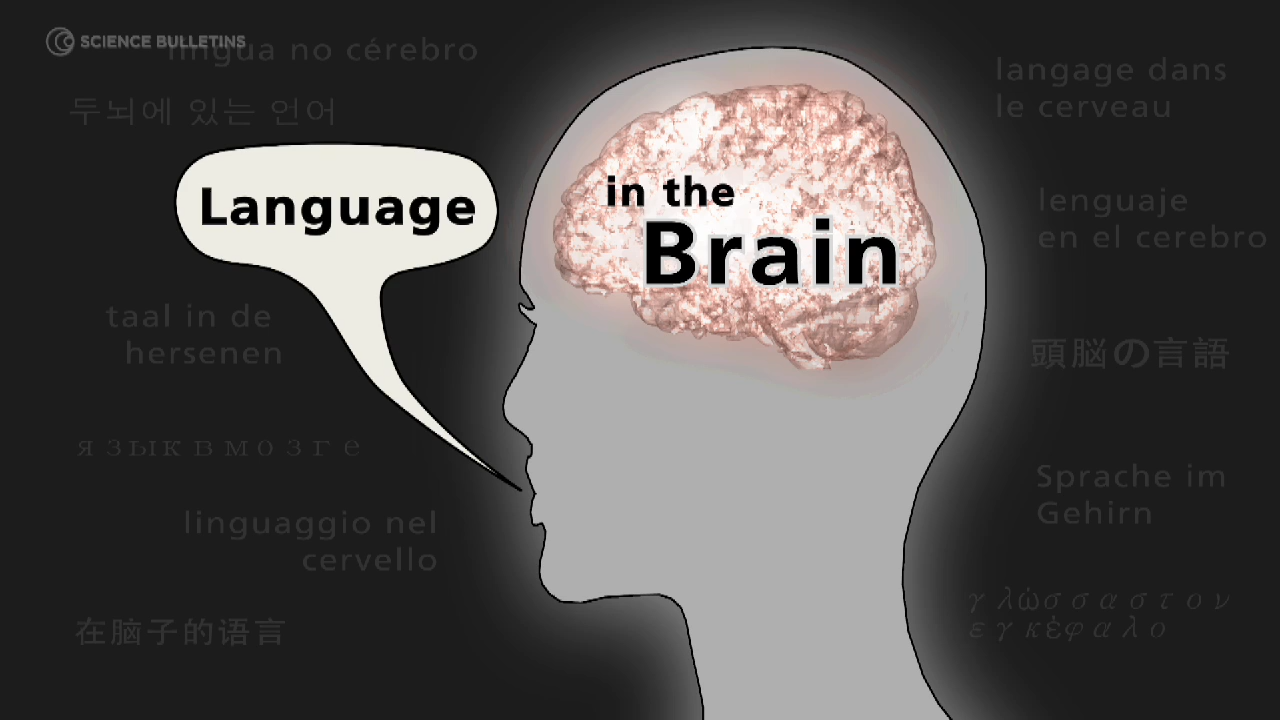 SCIENCE BULLETINS
língua no cérebro
두뇌에 있는 언어
Language
in the
Brain
taal in de
hersenen
язык в мозге
linguaggio nel
cervello
在脑子的语言
langage dans
le cerveau
lenguaje
en el cerebro
頭脳の言語
Sprache im
Gehirn
γλώσσα στον
εγκέφαλο